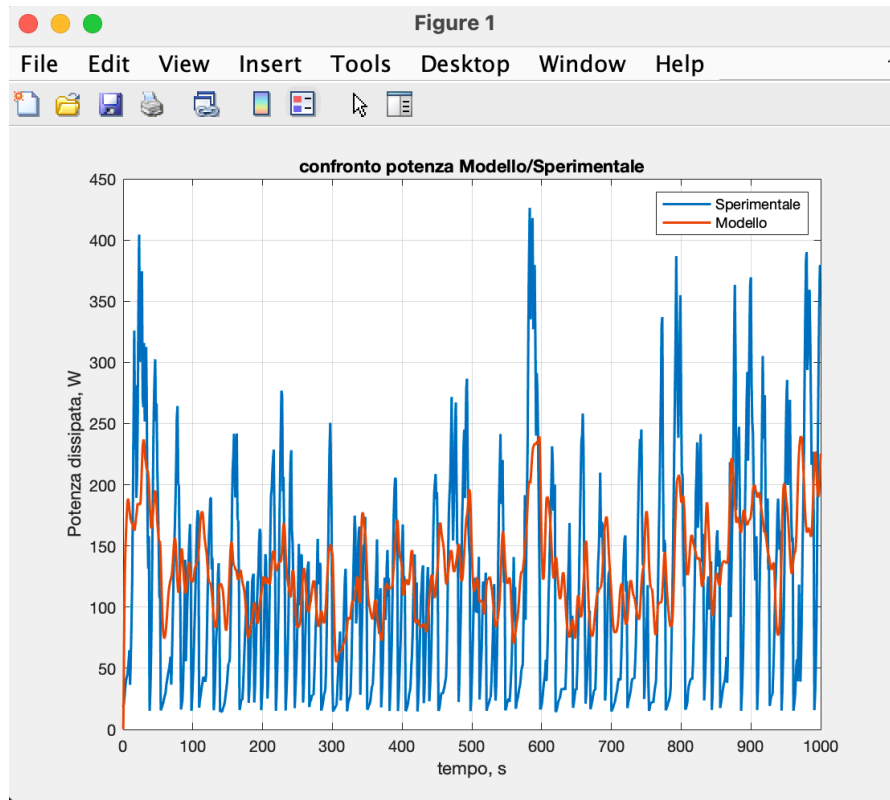 Figure 1
File Edit View Insert Tools Desktop Window Help
confronto potenza Modello/Sperimentale
Sperimentale
Modello
Potenza dissipata, W
450
400
350
300
250
200
150
100
50
0
0 100 200 300 400 500 600 700 800 900 1000
tempo, s